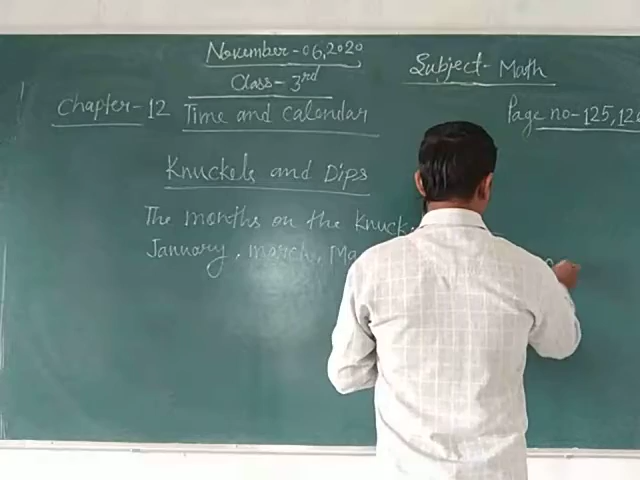 November-06,2020
Class-3rd
Subject-Math
Chapter-12 Time and Calendar
Page no-125,126
Knuckels and Dips
The months on the Knuck
January, march, Ma